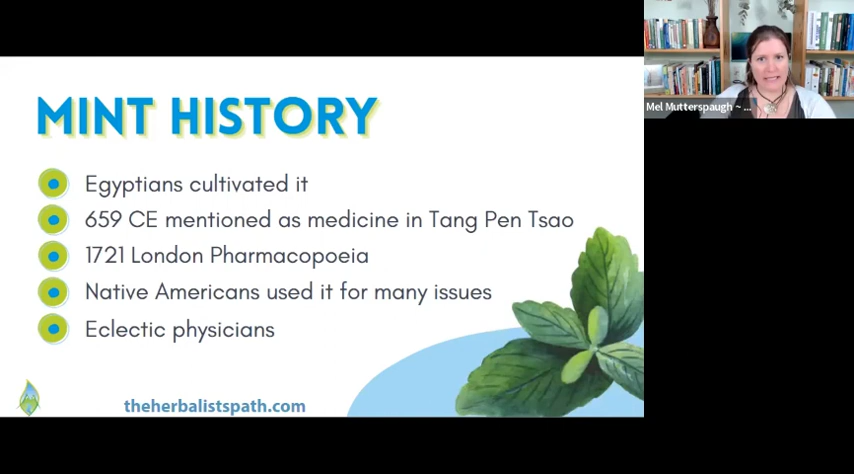 MINT HISTORY
Egyptians cultivated it
659 CE mentioned as medicine in Tang Pen Tsao
1721 London Pharmacopoeia
Native Americans used it for many issues
Eclectic physicians
theherbalistspath.com
Mel Mutterspaugh ~ ...